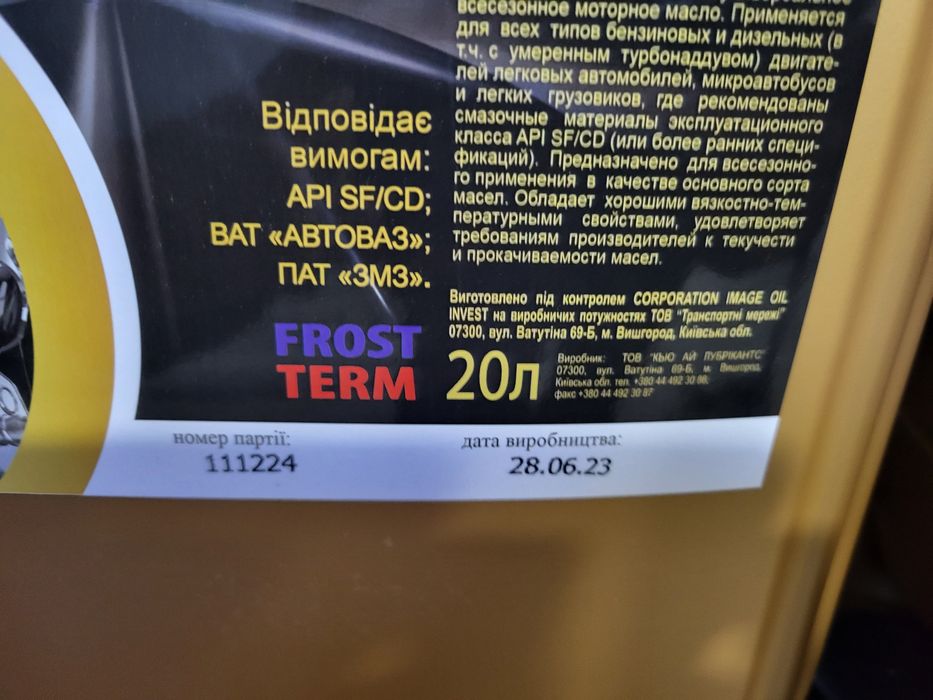 всесезонное моторное масло. Применяется
для всех типов бензиновых и дизельных (в
т.ч. с умеренным турбонаддувом) двигате-
лей легковых автомобилей, микроавтобусов
и легких грузовиков, где рекомендованы
смазочные материалы эксплуатационного
класса API SF/CD (или более ранних специ-
фикаций). Предназначено для всесезонно-
го применения в качестве основного сорта
масел. Обладает хорошими вязкостно-тем-
пературными свойствами, удовлетворяет
требованиям производителей к текучести
и прокачиваемости масел.
Відповідає
вимогам:
API SF/CD;
ВАТ «АВТОВАЗ»;
ПАТ «ЗМЗ».
Виготовлено під контролем CORPORATION IMAGE OIL
INVEST на виробничих потужностях ТОВ "Транспортні мережі"
07300, вул. Ватутіна 69-Б, м. Вишгород, Київська обл.
FROST
TERM
20л
Виробник: ТОВ "КЬЮ АЙ ЛУБРІКАНТС"
07300, вул. Ватутіна 69-Б, м. Вишгород,
Київська обл. тел. +380 44 492 30 88,
факс +380 44 492 30 87
номер партії:
111224
дата виробництва:
28.06.23